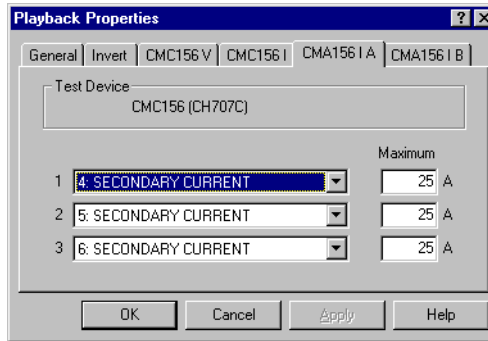 Playback Properties ? X
General Invert CMC156 V CMC156 I CMA156 I A CMA156 I B
Test Device
CMC156 (CH707C)
Maximum
1 4: SECONDARY CURRENT 25 A
2 5: SECONDARY CURRENT 25 A
3 6: SECONDARY CURRENT 25 A
OK Cancel Apply Help